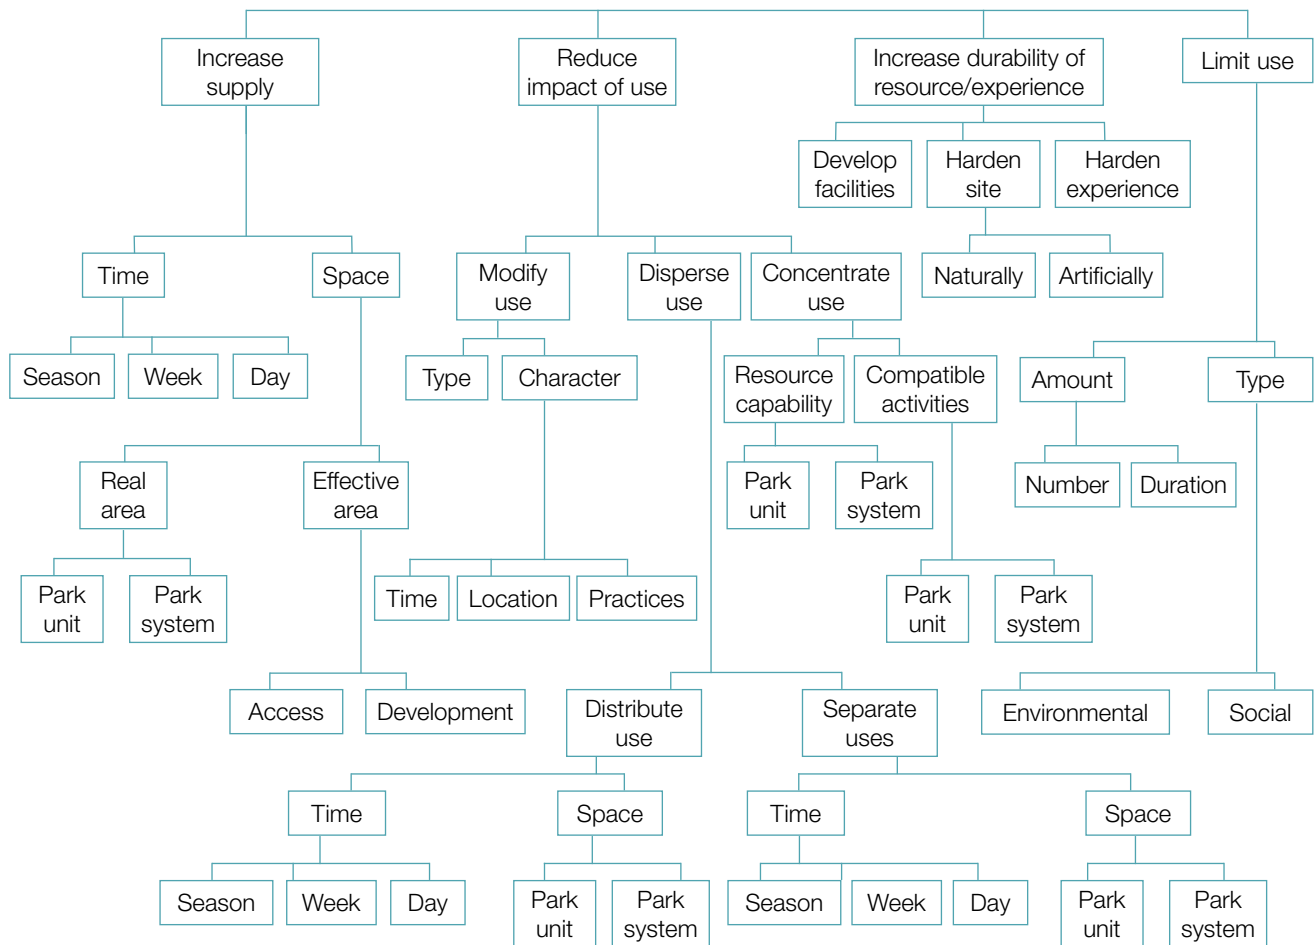 Increase
supply
Reduce
impact of use
Increase durability of
resource/experience
Limit use
Develop
facilities
Harden
site
Harden
experience
Time
Space
Modify
use
Disperse
use
Concentrate
use
Naturally
Artificially
Season
Week
Day
Type
Character
Resource
capability
Compatible
activities
Amount
Type
Real
area
Effective
area
Park
unit
Park
system
Number
Duration
Park
unit
Park
system
Time
Location
Practices
Park
unit
Park
system
Access
Development
Distribute
use
Separate
uses
Environmental
Social
Time
Space
Time
Space
Season
Week
Day
Park
unit
Park
system
Season
Week
Day
Park
unit
Park
system